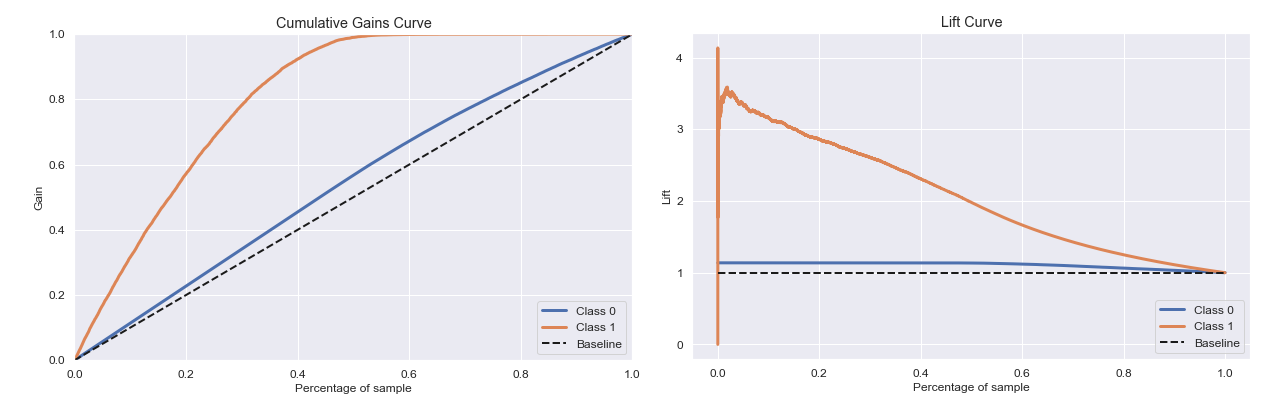 Cumulative Gains Curve
1.0
0.8
0.6
0.4
0.2
0.0
Gain
0.0 0.2 0.4 0.6 0.8 1.0
Percentage of sample
Class 0
Class 1
Baseline
Lift Curve
4
3
2
1
0
Lift
0.0 0.2 0.4 0.6 0.8 1.0
Percentage of sample
Class 0
Class 1
Baseline